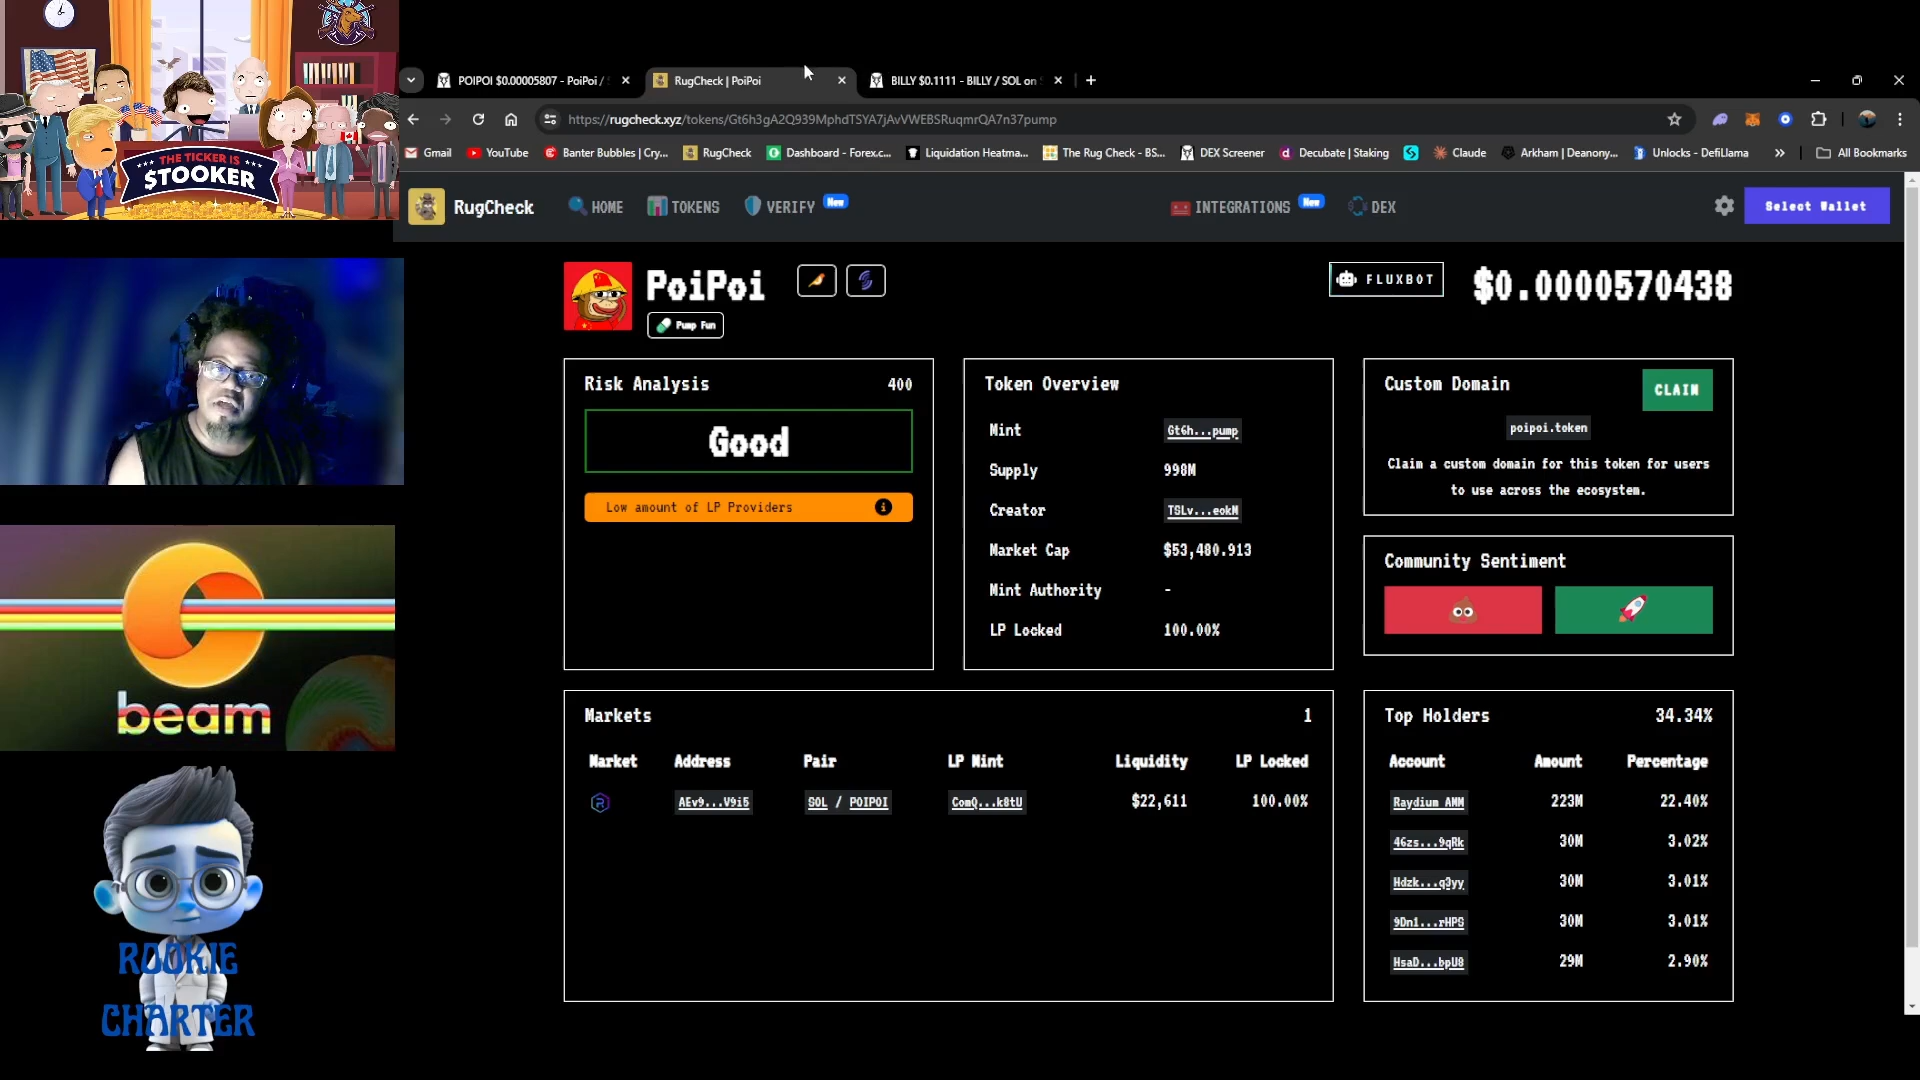 THE TICKER IS
$TOOKER
beam
ROOKIE
CHARTER
POIPOI $0.00005807 - PoiPoi /
RugCheck | PoiPoi
BILLY $0.1111 - BILLY / SOL on
https://rugcheck.xyz/tokens/Gt6h3gA2Q939MphdTSYA7jAvVWEBSRuqmrQA7n37pump
Gmail
YouTube
Banter Bubbles | Cry...
RugCheck
Dashboard - Forex.c...
Liquidation Heatma...
The Rug Check - BS...
DEX Screener
Decubate | Staking
Claude
Arkham | Deanony...
Unlocks - DefiLlama
All Bookmarks
RugCheck
HOME
TOKENS
VERIFY New
INTEGRATIONS New
DEX
Select Wallet
PoiPoi
Pump Fun
FLUXBOT
$0.0000570438
Risk Analysis 400
Good
Low amount of LP Providers
Token Overview
Mint Gt6h...pump
Supply 998M
Creator TSLv...eokM
Market Cap $53,480.913
Mint Authority -
LP Locked 100.00%
Custom Domain
CLAIM
poipoi.token
Claim a custom domain for this token for users
to use across the ecosystem.
Community Sentiment
Markets 1
Market Address Pair LP Mint Liquidity LP Locked
AEv9...V9i5 SOL / POIPOI ComQ...k8tU $22,611 100.00%
Top Holders 34.34%
Account Amount Percentage
Raydium AMM 223M 22.40%
46zs...9qRk 30M 3.02%
Hdzk...q3yy 30M 3.01%
9Dn1...rHPS 30M 3.01%
HsaD...bpU8 29M 2.90%